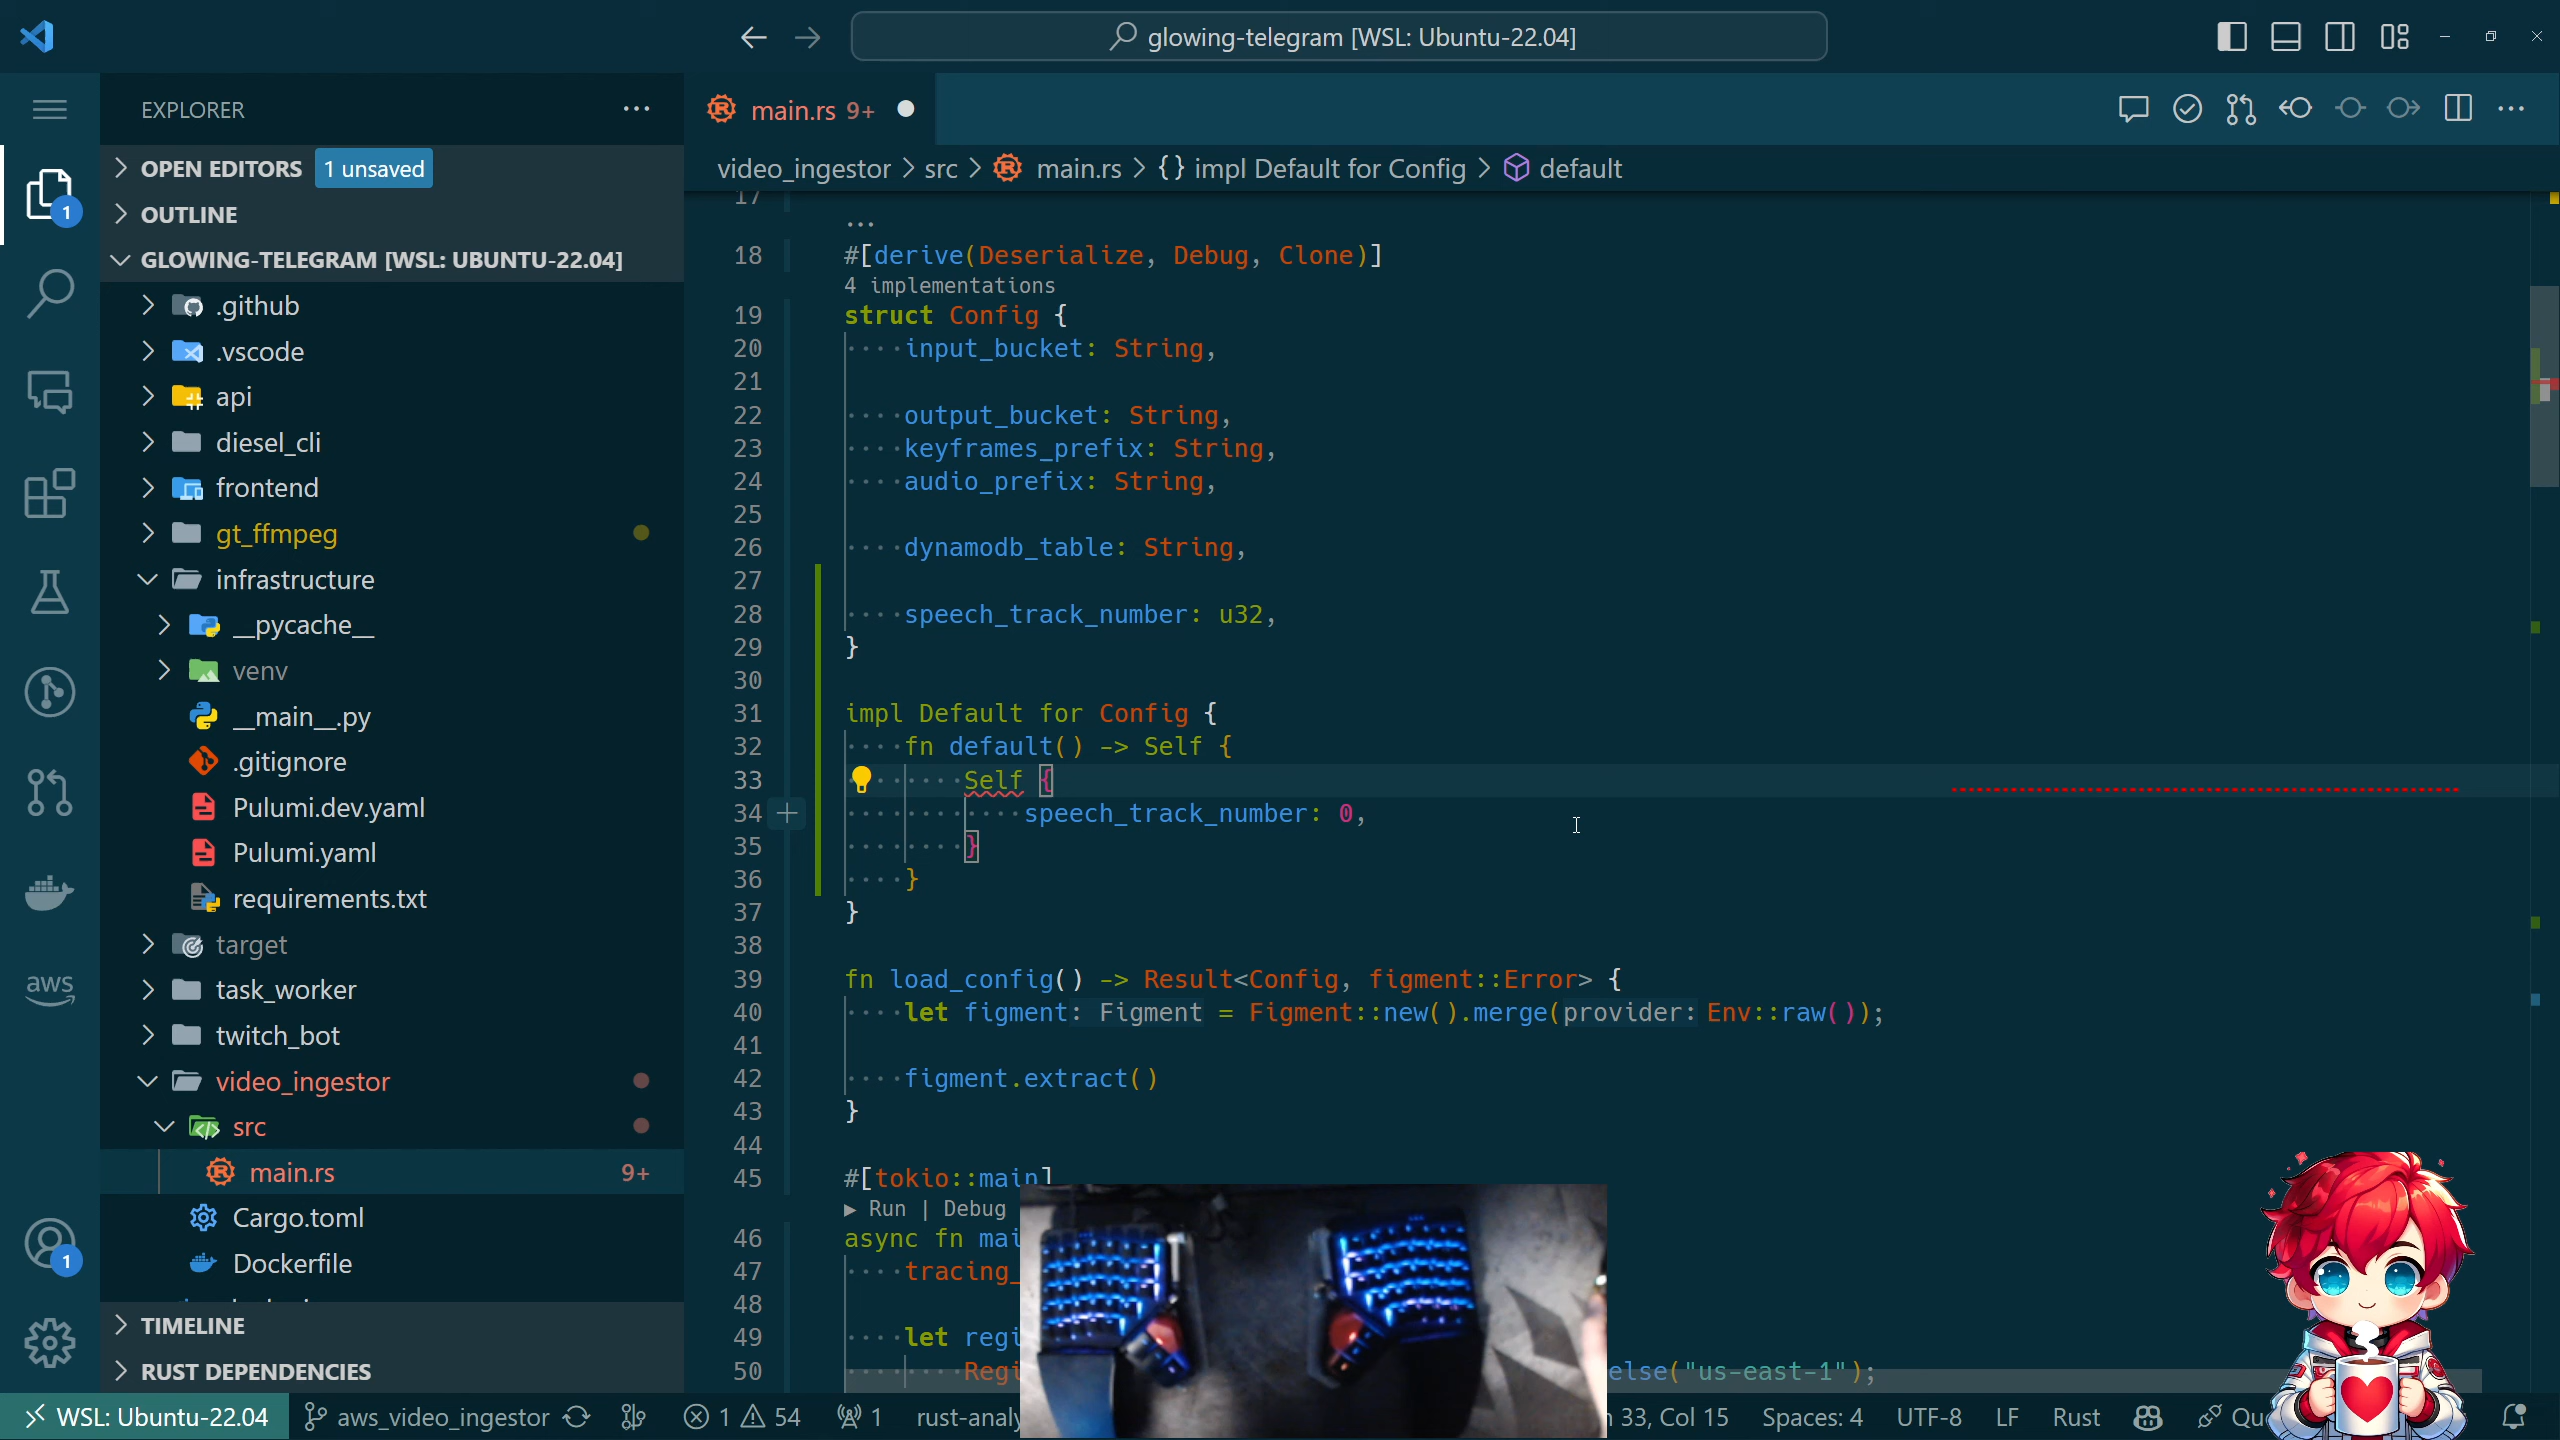 glowing-telegram [WSL: Ubuntu-22.04]
EXPLORER
OPEN EDITORS 1 unsaved
OUTLINE
GLOWING-TELEGRAM [WSL: UBUNTU-22.04]
.github
.vscode
api
diesel_cli
frontend
gt_ffmpeg
infrastructure
__pycache__
venv
__main__.py
.gitignore
Pulumi.dev.yaml
Pulumi.yaml
requirements.txt
target
task_worker
twitch_bot
video_ingestor
src
main.rs 9+
Cargo.toml
Dockerfile
TIMELINE
RUST DEPENDENCIES
1
aws
1
main.rs 9+
video_ingestor > src > main.rs > {} impl Default for Config > default
17
...
18 #[derive(Deserialize, Debug, Clone)]
4 implementations
19 struct Config {
20 input_bucket: String,
21
22 output_bucket: String,
23 keyframes_prefix: String,
24 audio_prefix: String,
25
26 dynamodb_table: String,
27
28 speech_track_number: u32,
29 }
30
31 impl Default for Config {
32 fn default() -> Self {
33 Self {
34 speech_track_number: 0,
35 }
36 }
37 }
38
39 fn load_config() -> Result<Config, figment::Error> {
40 let figment: Figment = Figment::new().merge(provider: Env::raw());
41
42 figment.extract()
43 }
44
45 #[tokio::main]
▶ Run | Debug
46 async fn mai
47 tracing_
48
49 let regi
50 Regi else("us-east-1");
WSL: Ubuntu-22.04 aws_video_ingestor 1 54 1 rust-analy 33, Col 15 Spaces: 4 UTF-8 LF Rust